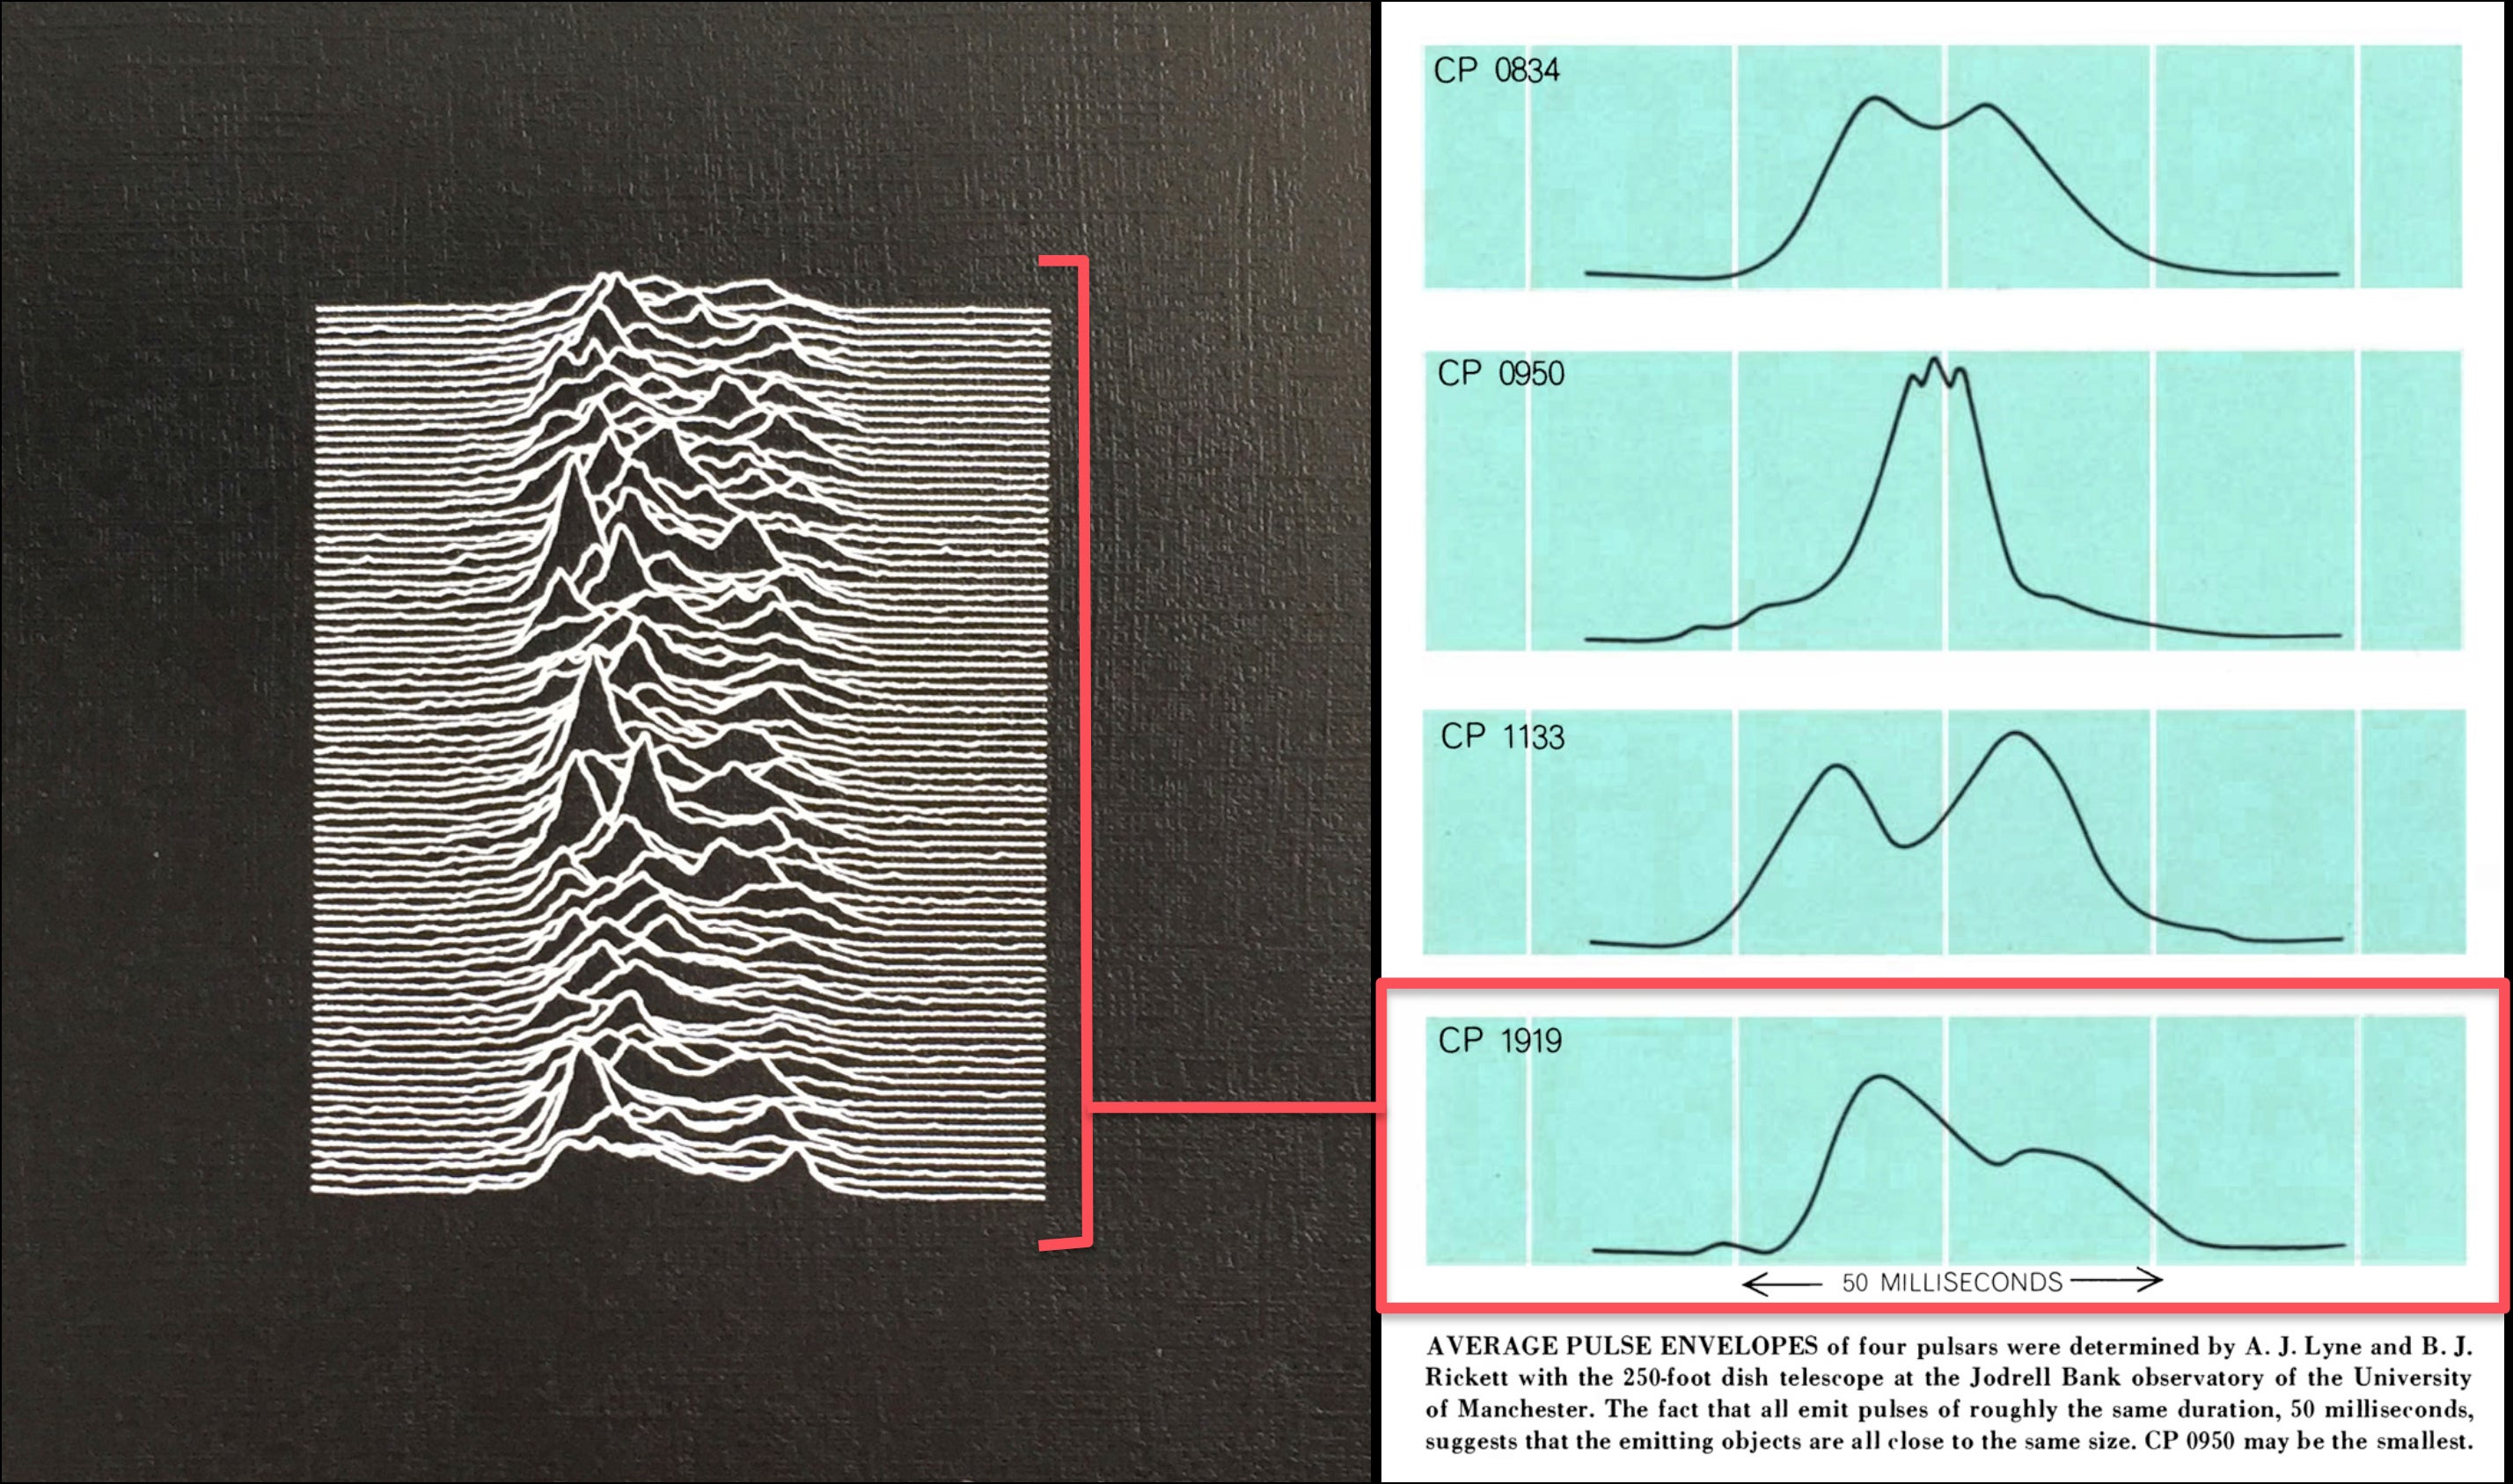 CP 0834
CP 0950
CP 1133
CP 1919
50 MILLISECONDS
AVERAGE PULSE ENVELOPES of four pulsars were determined by A. J. Lyne and B. J.
Rickett with the 250-foot dish telescope at the Jodrell Bank observatory of the University
of Manchester. The fact that all emit pulses of roughly the same duration, 50 milliseconds,
suggests that the emitting objects are all close to the same size. CP 0950 may be the smallest.